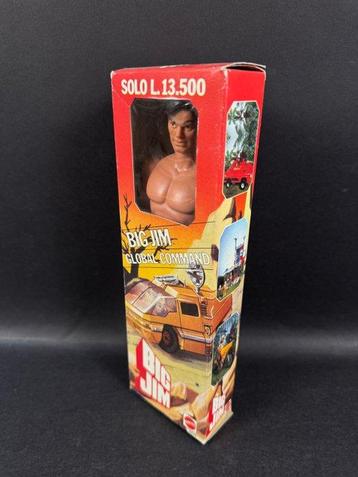 SOLO L.13.500
BIG JIM
GLOBAL COMMAND
BIG
JIM
BIG
JIM